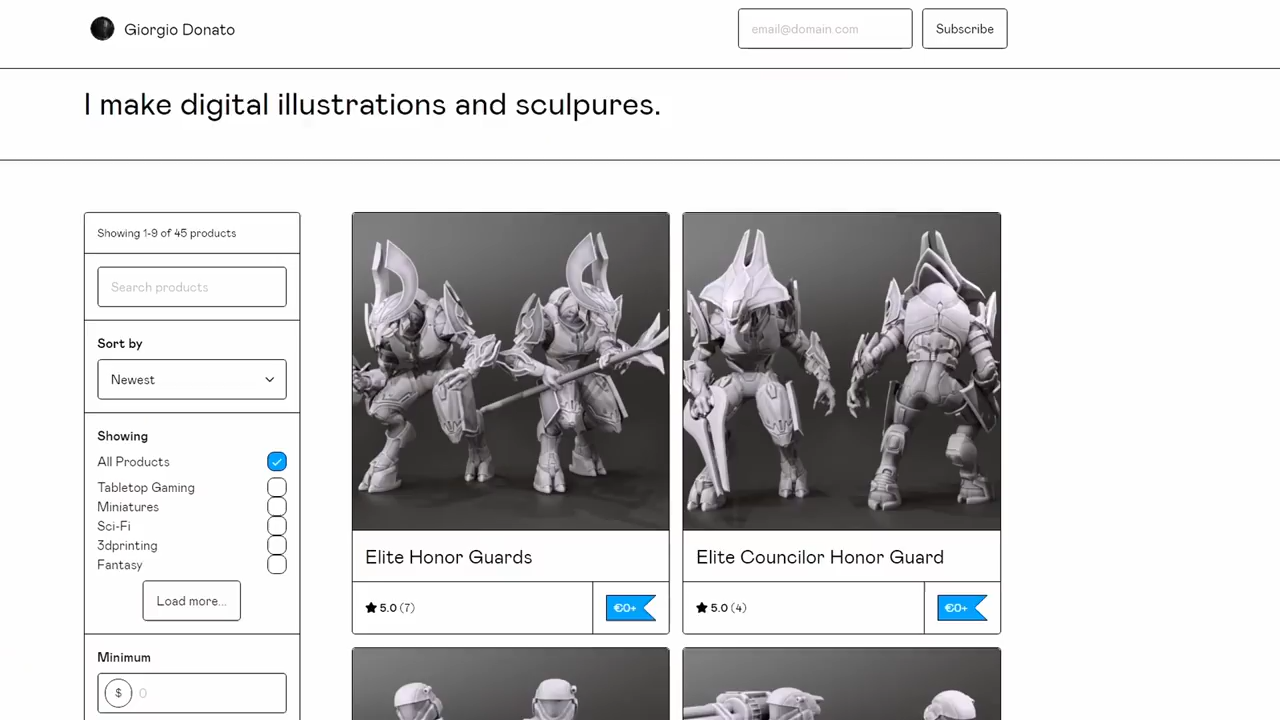 Giorgio Donato
email@domain.com
Subscribe
I make digital illustrations and sculpures.
Showing 1-9 of 45 products
Search products
Sort by
Newest
Showing
All Products
Tabletop Gaming
Miniatures
Sci-Fi
3dprinting
Fantasy
Load more...
Minimum
$ 0
Elite Honor Guards
5.0 (7)
€0+
Elite Councilor Honor Guard
5.0 (4)
€0+